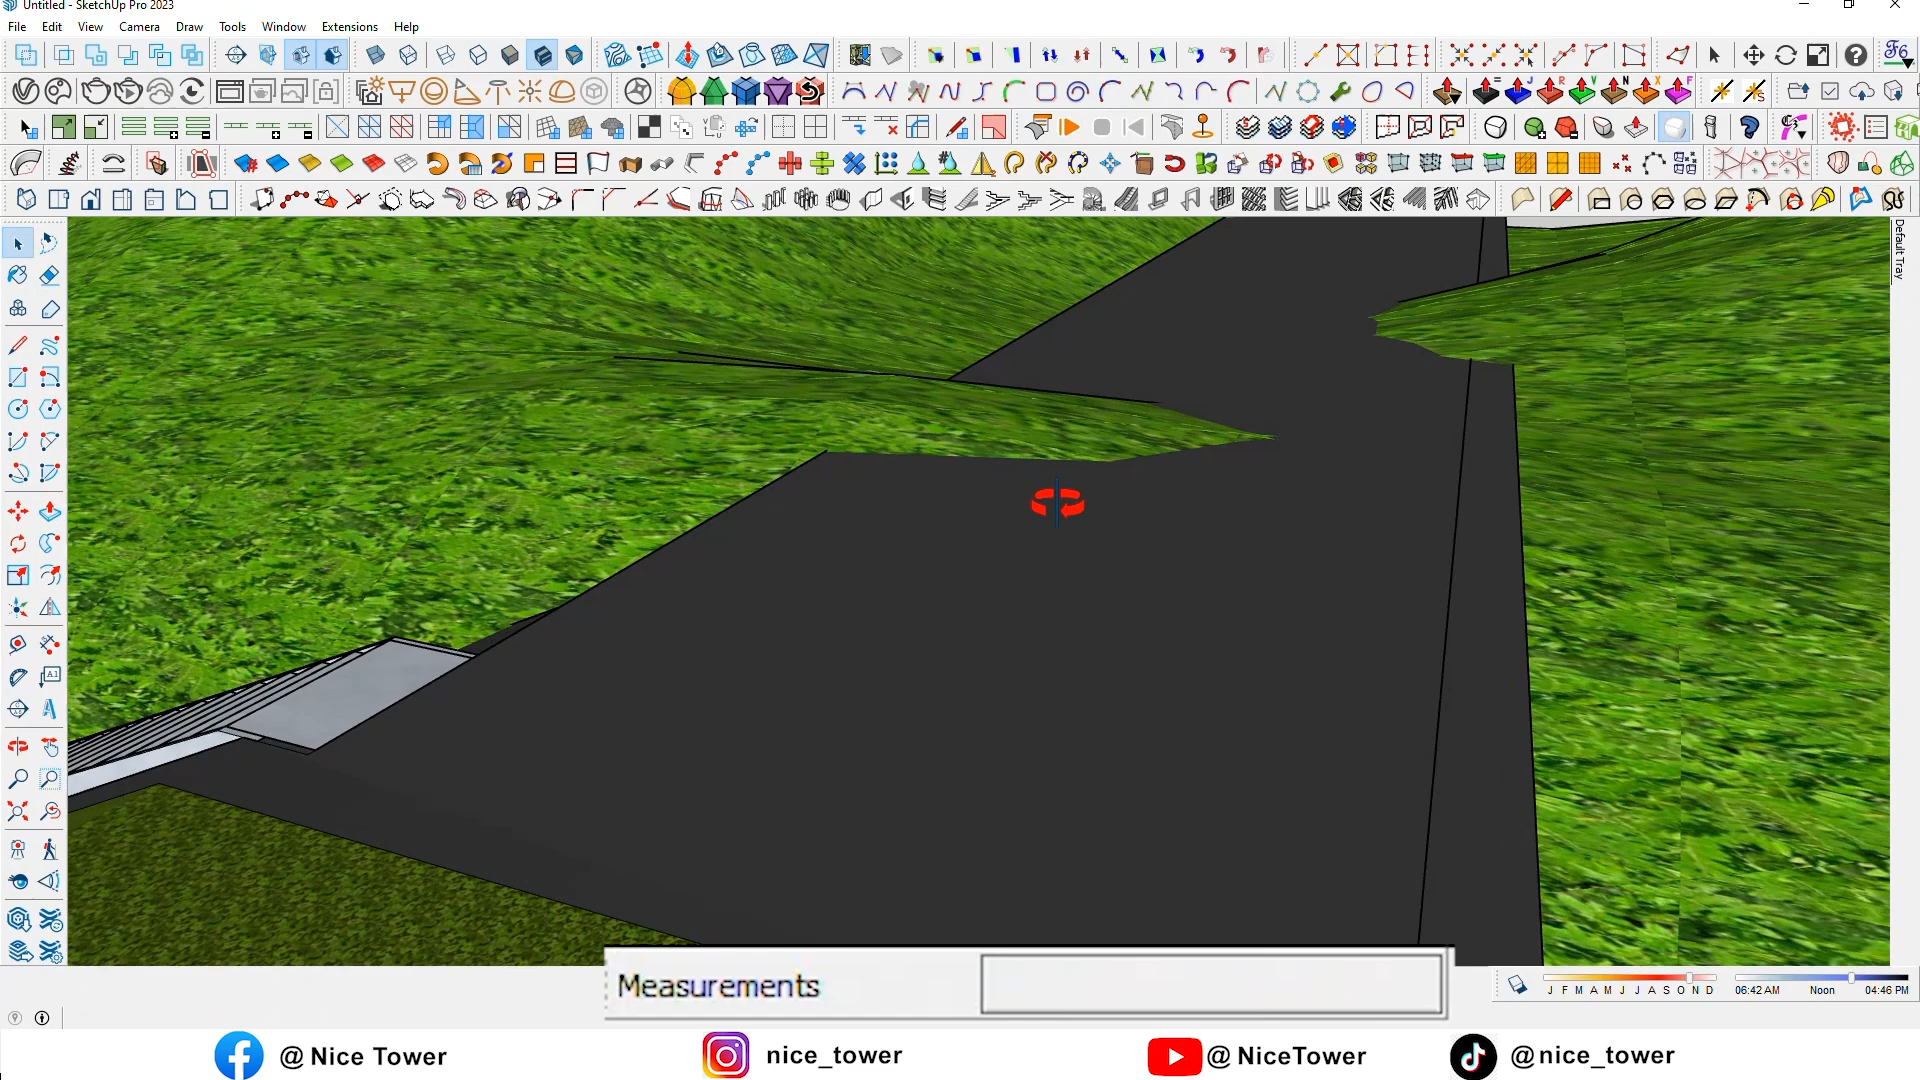 Untitled - SketchUp Pro 2023
File Edit View Camera Draw Tools Window Extensions Help
Default Tray
Measurements
J F M A M J J A S O N D 06:42 AM Noon 04:46 PM
@ Nice Tower nice_tower @ NiceTower @nice_tower